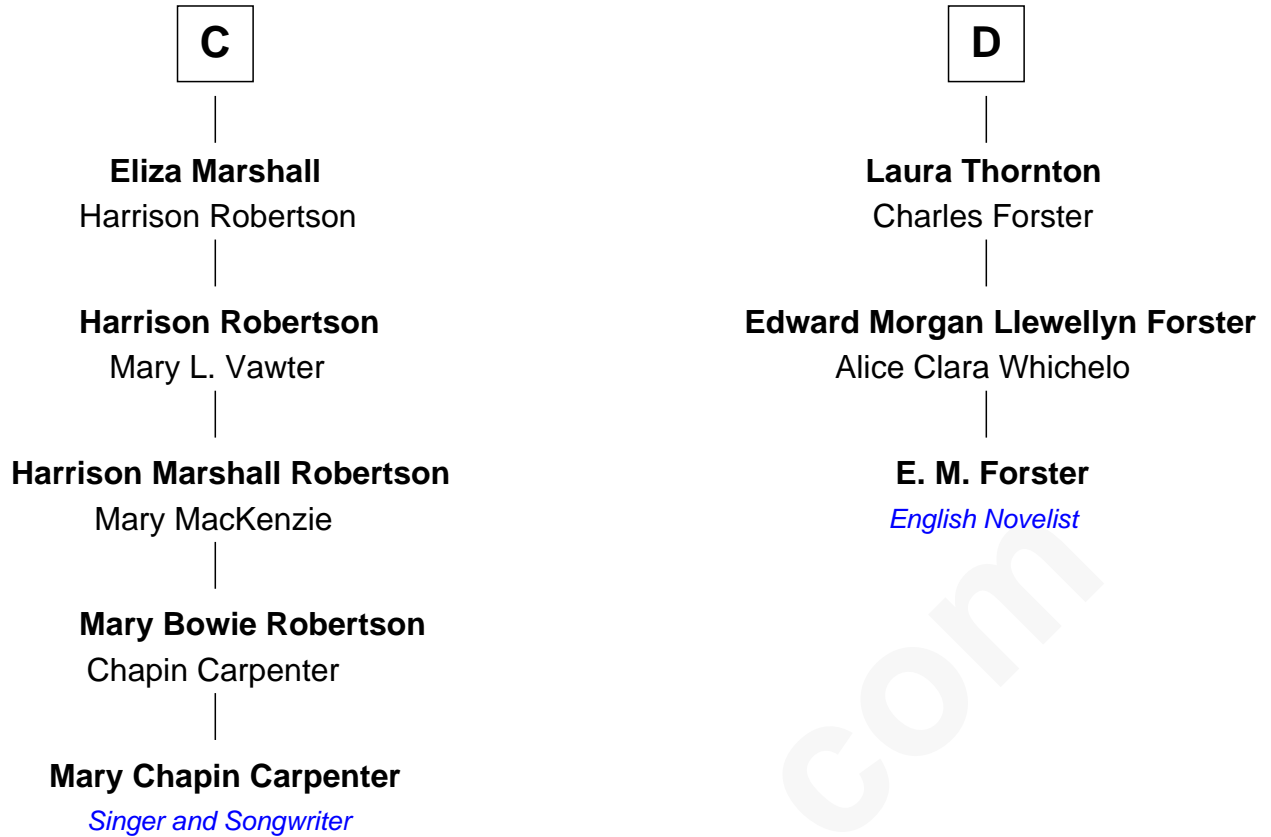 C
Eliza Marshall
Harrison Robertson
Harrison Robertson
Mary L. Vawter
Harrison Marshall Robertson
Mary MacKenzie
Mary Bowie Robertson
Chapin Carpenter
Mary Chapin Carpenter
Singer and Songwriter
D
Laura Thornton
Charles Forster
Edward Morgan Llewellyn Forster
Alice Clara Whichelo
E. M. Forster
English Novelist
com